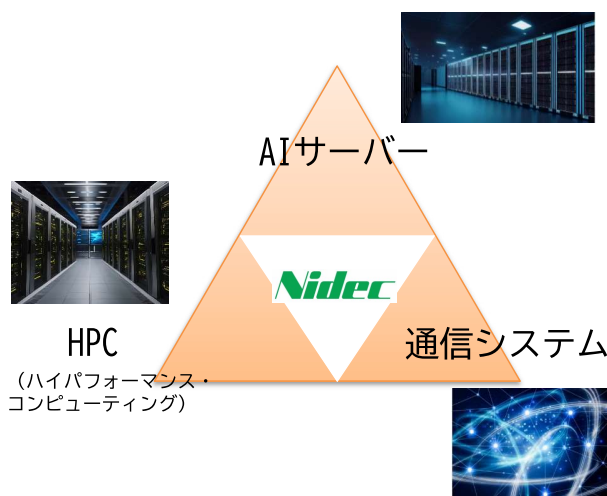 AIサーバー
Nidec
HPC
（ハイパフォーマンス・
コンピューティング）
通信システム